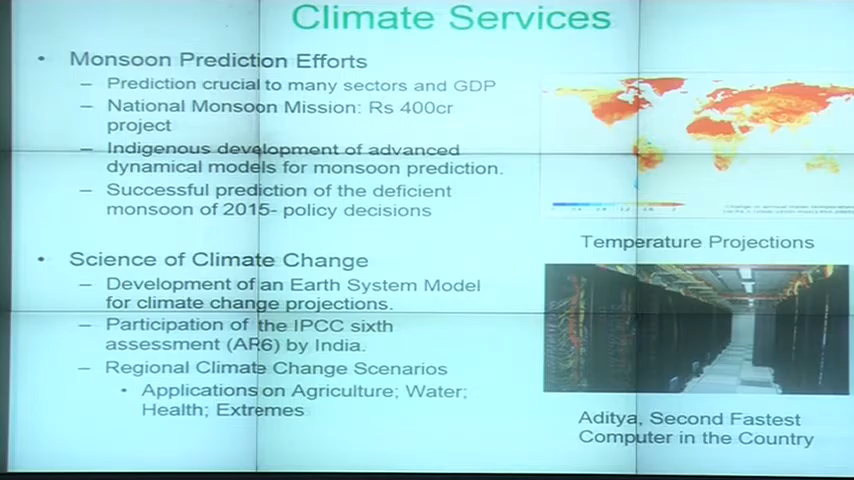 Climate Services
• Monsoon Prediction Efforts
– Prediction crucial to many sectors and GDP
– National Monsoon Mission: Rs 400cr
project
– Indigenous development of advanced
dynamical models for monsoon prediction.
– Successful prediction of the deficient
monsoon of 2015- policy decisions
Temperature Projections
• Science of Climate Change
– Development of an Earth System Model
for climate change projections.
– Participation of the IPCC sixth
assessment (AR6) by India.
– Regional Climate Change Scenarios
• Applications on Agriculture; Water;
Health; Extremes
Aditya, Second Fastest
Computer in the Country